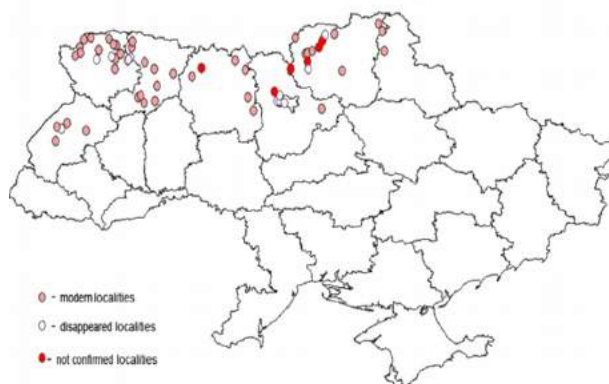 - modern localities
- disappeared localities
- not confirmed localities